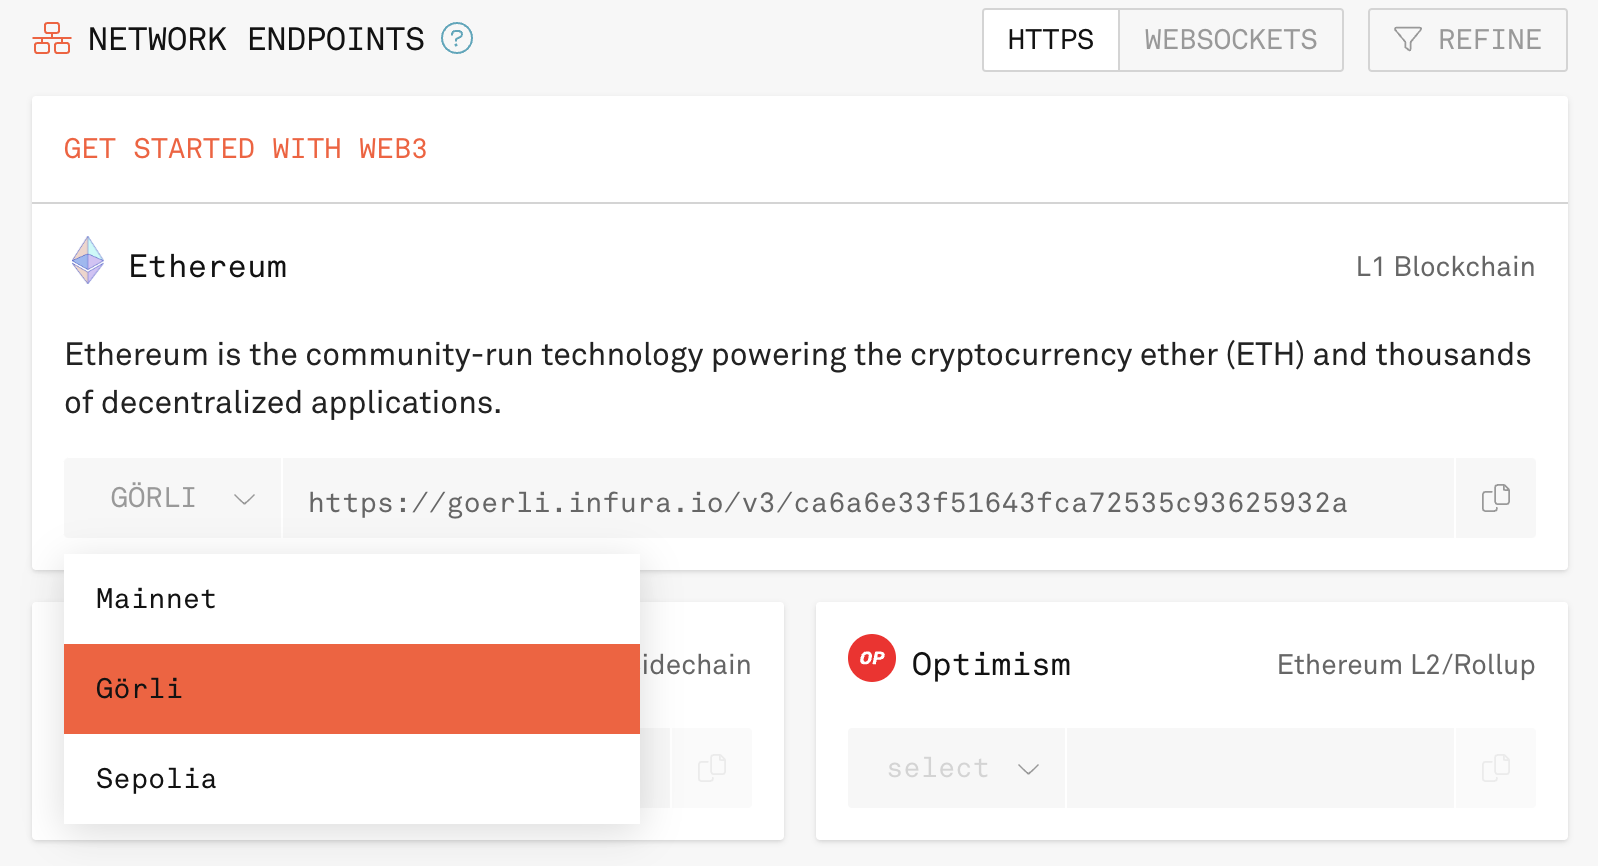 NETWORK ENDPOINTS ?
HTTPS
WEBSOCKETS
REFINE
GET STARTED WITH WEB3
Ethereum
L1 Blockchain
Ethereum is the community-run technology powering the cryptocurrency ether (ETH) and thousands
of decentralized applications.
GÖRLI
https://goerli.infura.io/v3/ca6a6e33f51643fca72535c93625932a
Mainnet
Görli
Sepolia
idechain
OP
Optimism
Ethereum L2/Rollup
select